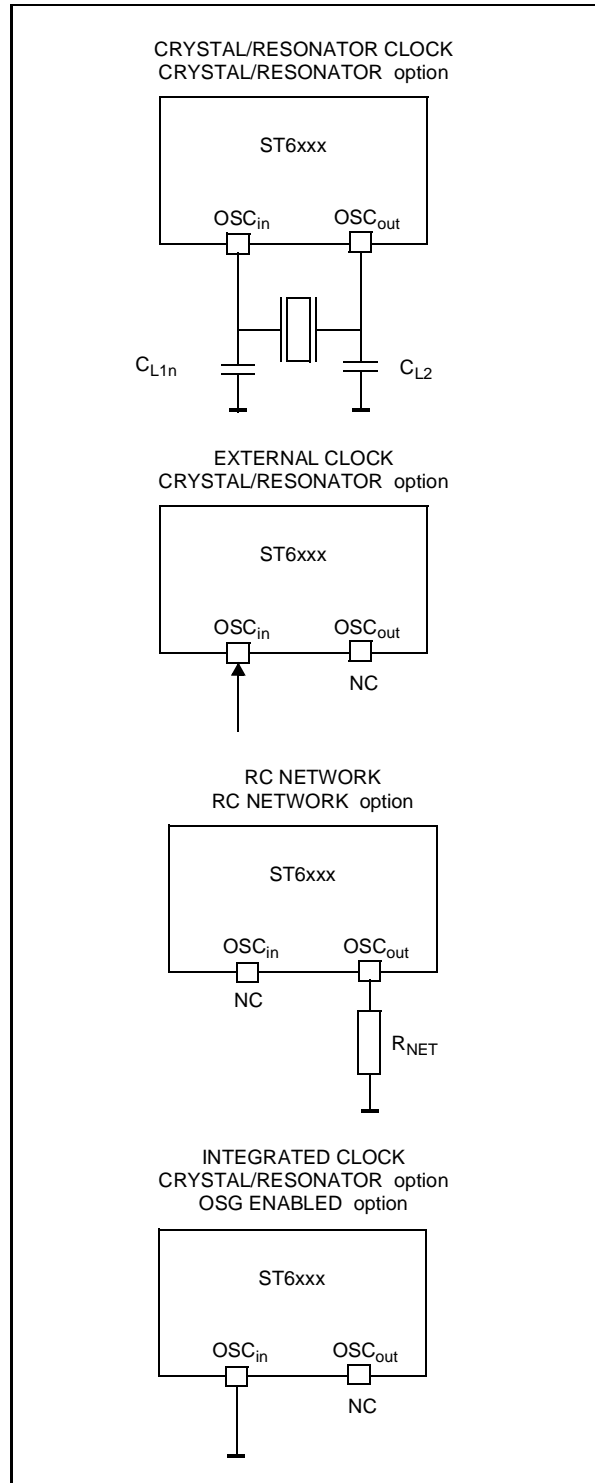 CRYSTAL/RESONATOR CLOCK
CRYSTAL/RESONATOR option
ST6xxx
OSCin OSCout
CL1n CL2
EXTERNAL CLOCK
CRYSTAL/RESONATOR option
ST6xxx
OSCin OSCout
NC
RC NETWORK
RC NETWORK option
ST6xxx
OSCin OSCout
NC
RNET
INTEGRATED CLOCK
CRYSTAL/RESONATOR option
OSG ENABLED option
ST6xxx
OSCin OSCout
NC